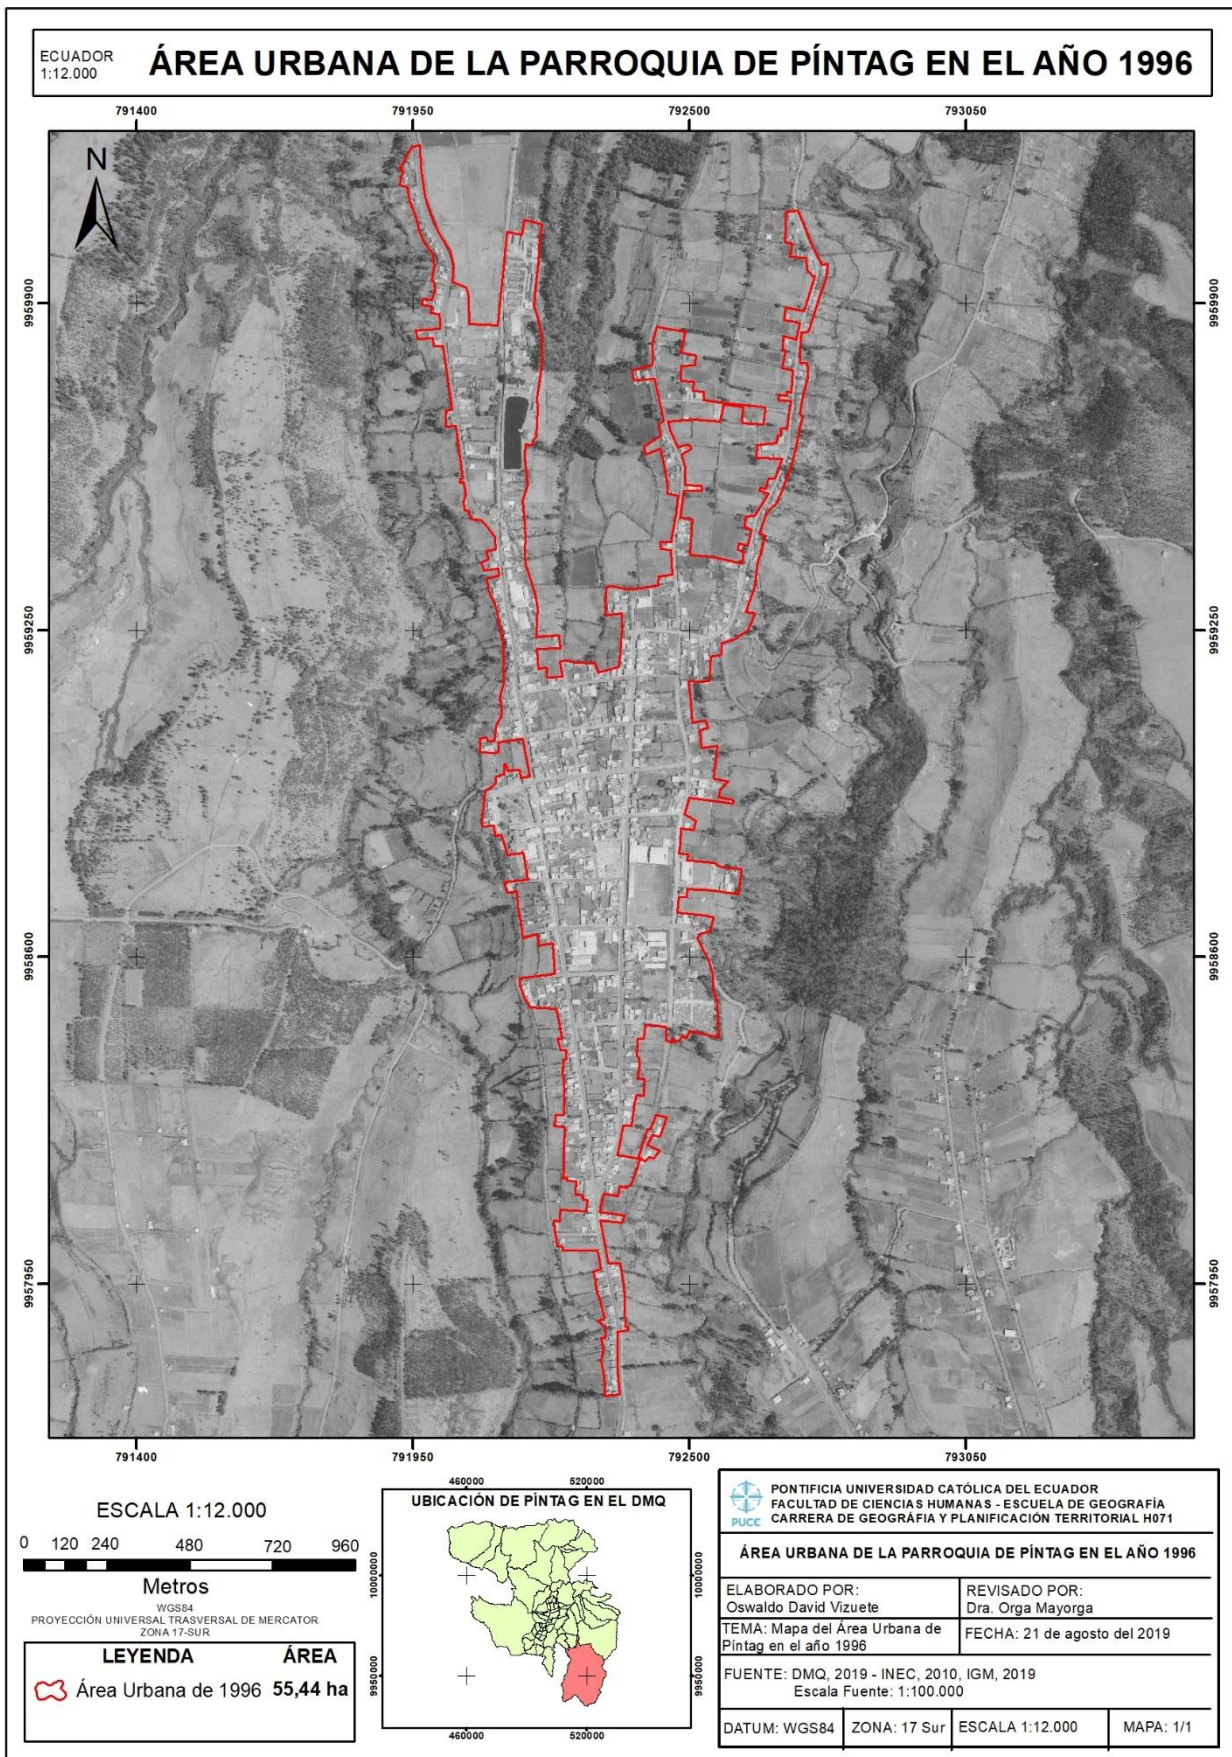 ECUADOR
1:12.000
ÁREA URBANA DE LA PARROQUIA DE PÍNTAG EN EL AÑO 1996
791400 791950 792500 793050
N
9959900 9959900
9959250 9959250
9958600 9958600
9957950 9957950
791400 791950 792500 793050
ESCALA 1:12.000
0 120 240 480 720 960
Metros
WGS84
PROYECCIÓN UNIVERSAL TRASVERSAL DE MERCATOR
ZONA 17-SUR
LEYENDA ÁREA
Área Urbana de 1996 55,44 ha
460000 520000
UBICACIÓN DE PÍNTAG EN EL DMQ
10000000 10000000
9950000 9950000
460000 520000
PUCE
PONTIFICIA UNIVERSIDAD CATÓLICA DEL ECUADOR
FACULTAD DE CIENCIAS HUMANAS - ESCUELA DE GEOGRAFÍA
CARRERA DE GEOGRÁFIA Y PLANIFICACIÓN TERRITORIAL H071
ÁREA URBANA DE LA PARROQUIA DE PÍNTAG EN EL AÑO 1996
ELABORADO POR:
Oswaldo David Vizuete
REVISADO POR:
Dra. Orga Mayorga
TEMA: Mapa del Área Urbana de
Píntag en el año 1996
FECHA: 21 de agosto del 2019
FUENTE: DMQ, 2019 - INEC, 2010, IGM, 2019
Escala Fuente: 1:100.000
DATUM: WGS84 ZONA: 17 Sur ESCALA 1:12.000 MAPA: 1/1